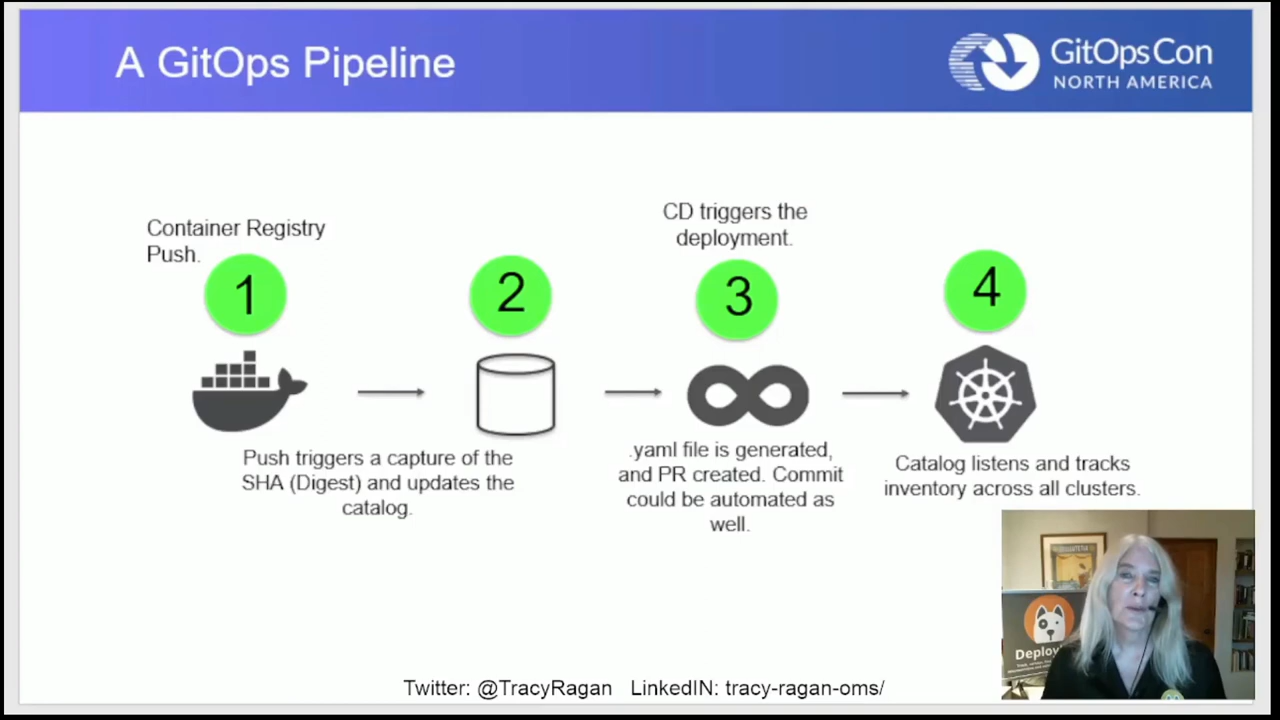 A GitOps Pipeline
GitOpsCon
NORTH AMERICA
Container Registry
Push.
CD triggers the
deployment.
1
2
3
4
Push triggers a capture of the
SHA (Digest) and updates the
catalog.
.yaml file is generated,
and PR created. Commit
could be automated as
well.
Catalog listens and tracks
inventory across all clusters.
Deploy
Twitter: @TracyRagan LinkedIN: tracy-ragan-oms/